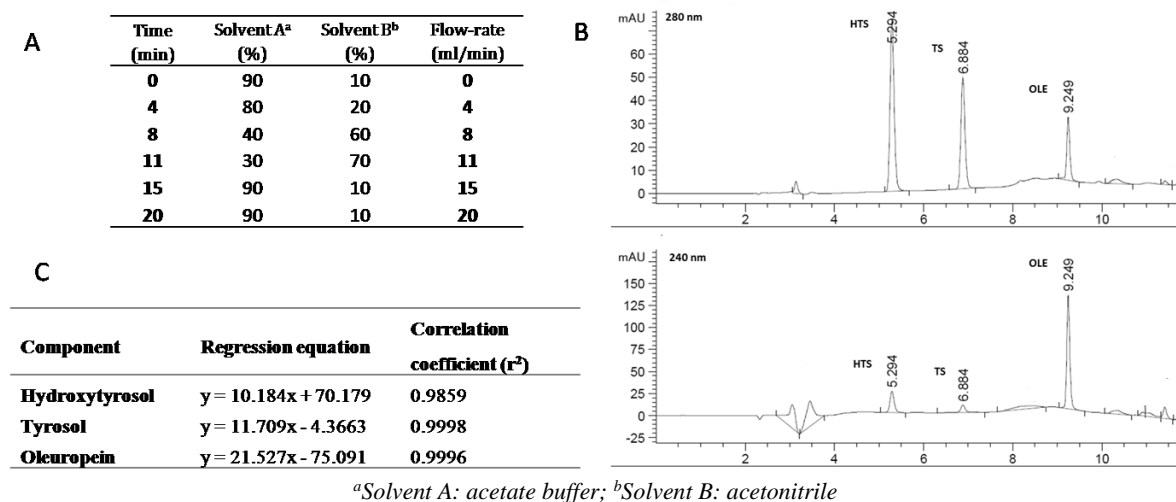 A
Time (min) Solvent Aᵃ (%) Solvent Bᵇ (%) Flow-rate (ml/min)
0 90 10 0
4 80 20 4
8 40 60 8
11 30 70 11
15 90 10 15
20 90 10 20
B
mAU 280 nm
HTS 5.294
TS 6.884
OLE 9.249
70
60
50
40
30
20
10
0
2 4 6 8 10
mAU 240 nm
HTS 5.294
TS 6.884
OLE 9.249
150
125
100
75
50
25
0
-25
2 4 6 8 10
C
Component Regression equation Correlation coefficient (r²)
Hydroxytyrosol y = 10.184x + 70.179 0.9859
Tyrosol y = 11.709x - 4.3663 0.9998
Oleuropein y = 21.527x - 75.091 0.9996
ᵃSolvent A: acetate buffer; ᵇSolvent B: acetonitrile